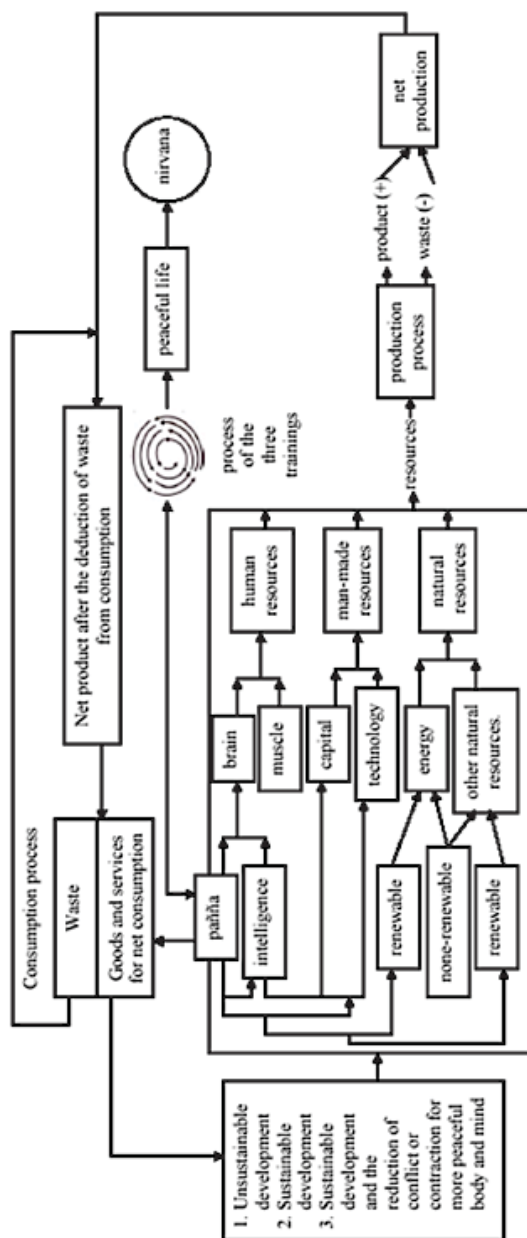 Consumption process
Waste
Goods and services
for net consumption
Net product after the deduction of waste
from consumption
1. Unsustainable
development
2. Sustainable
development
3. Sustainable
development
and the
reduction of
conflict or
contraction for
more peaceful
body and mind
pañña
intelligence
brain
muscle
human
resources
capital
technology
man-made
resources
renewable
none-renewable
renewable
energy
other natural
resources.
natural
resources
process
of the
three
trainings
peaceful life
nirvana
resources
production
process
product (+)
waste (-)
net
production